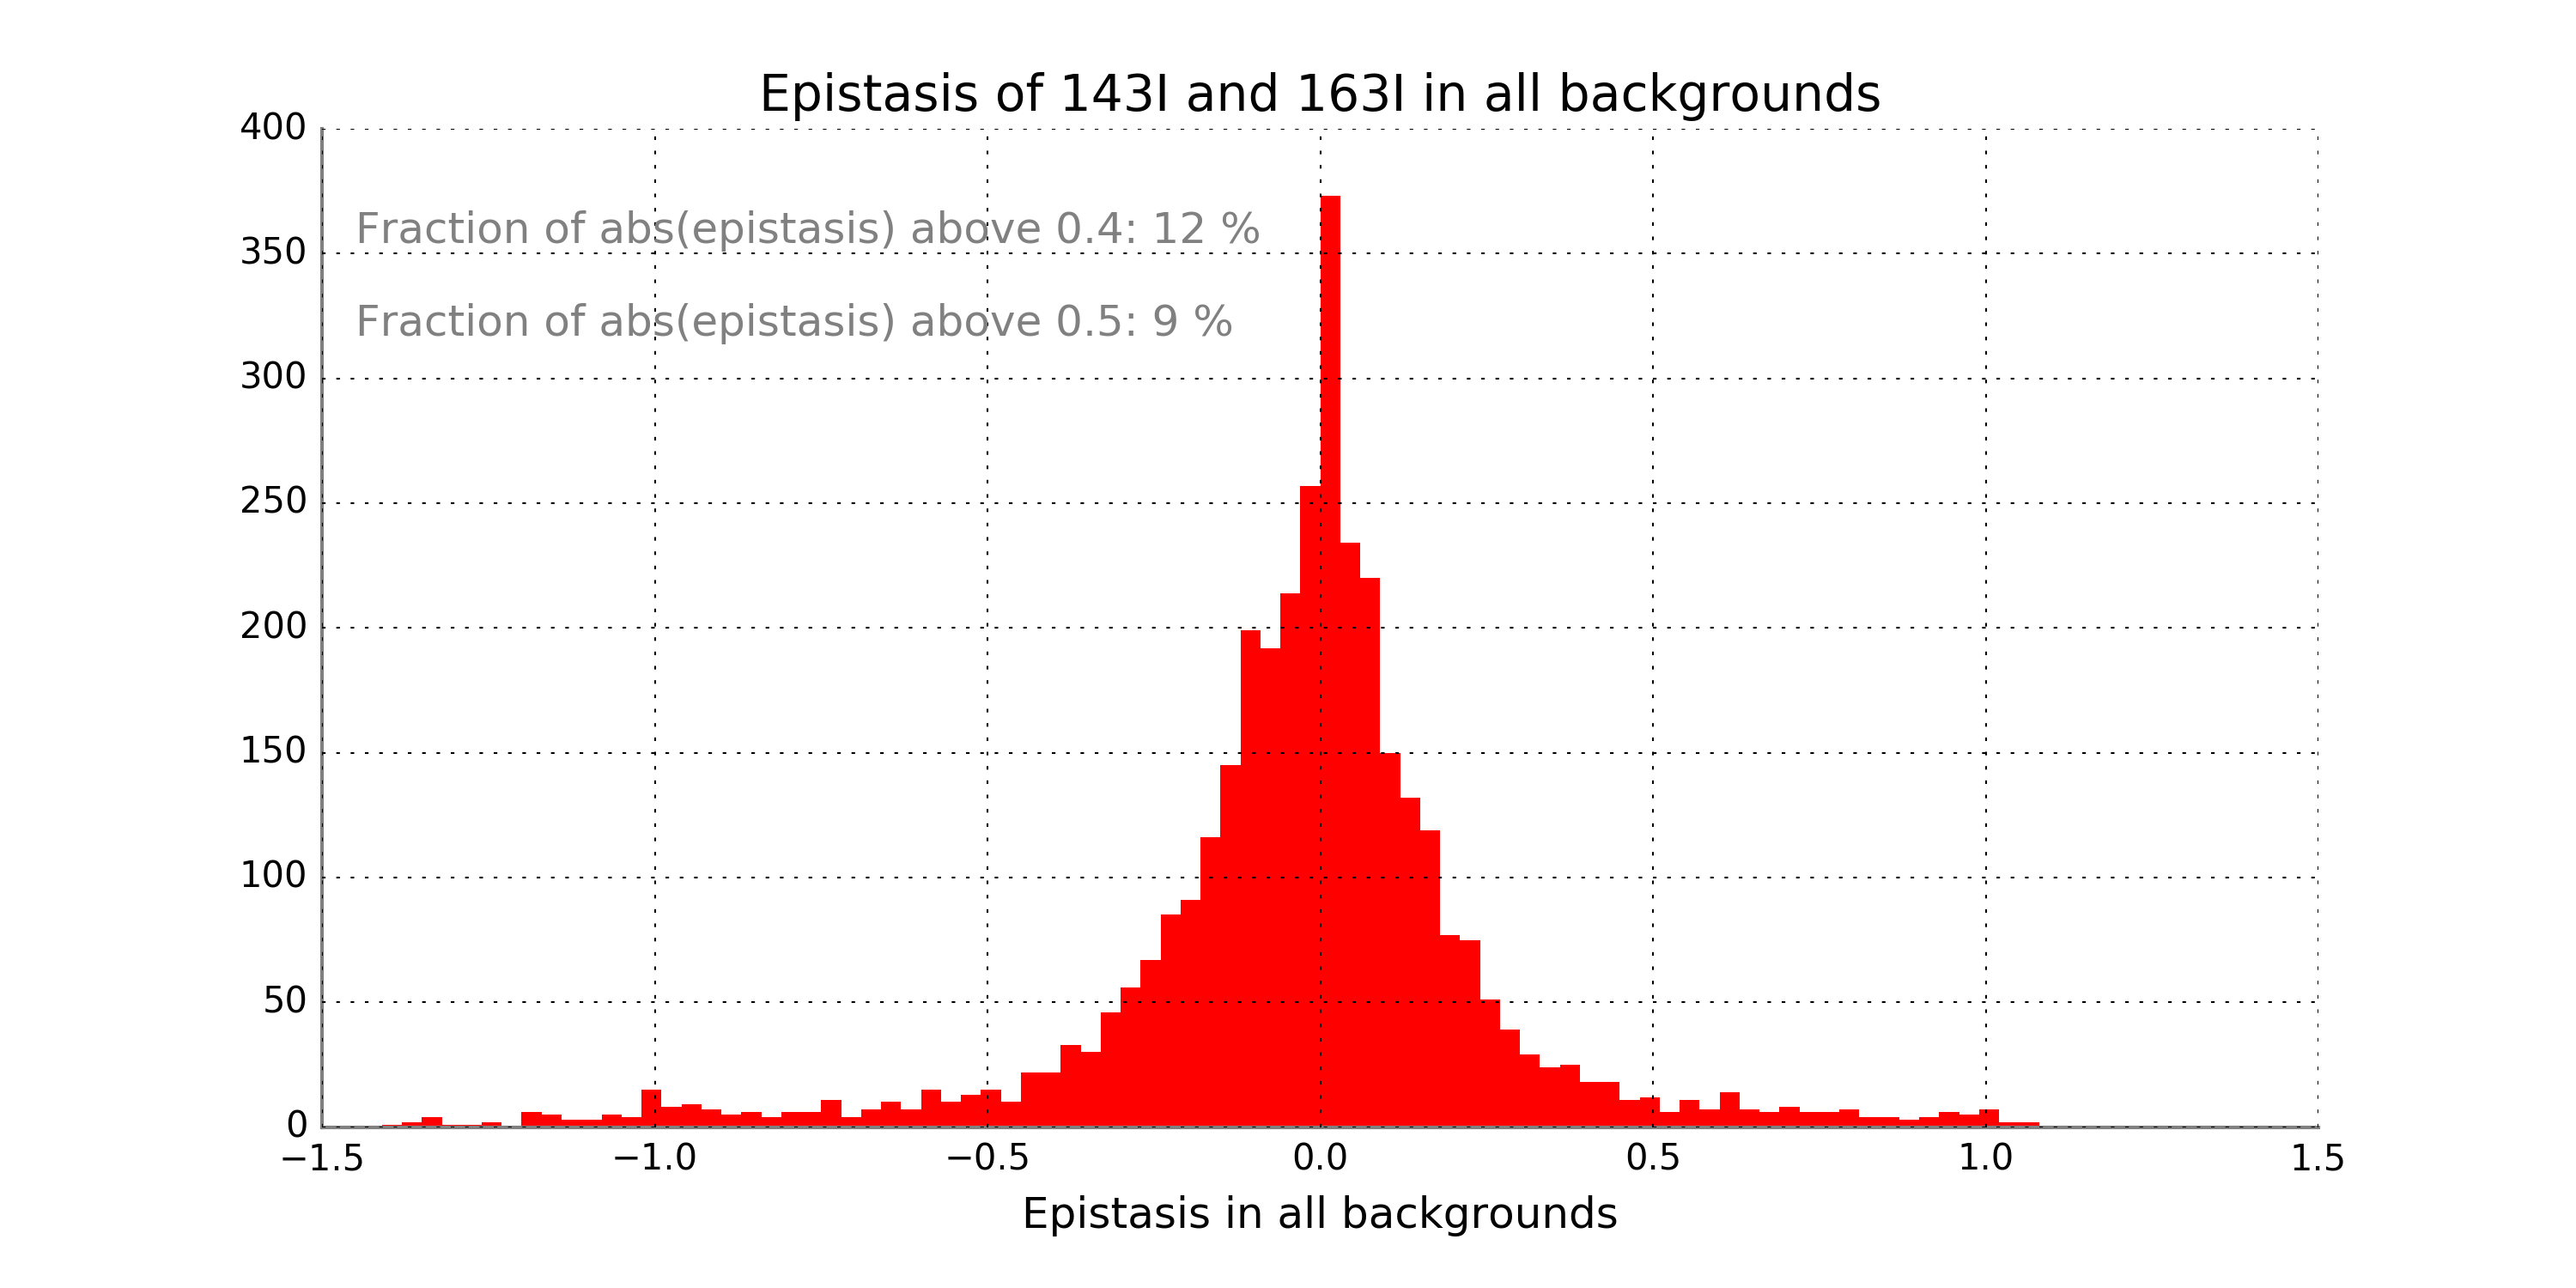 Epistasis of 143I and 163I in all backgrounds
400
350
300
250
200
150
100
50
0
Fraction of abs(epistasis) above 0.4: 12 %
Fraction of abs(epistasis) above 0.5: 9 %
−1.5 −1.0 −0.5 0.0 0.5 1.0 1.5
Epistasis in all backgrounds